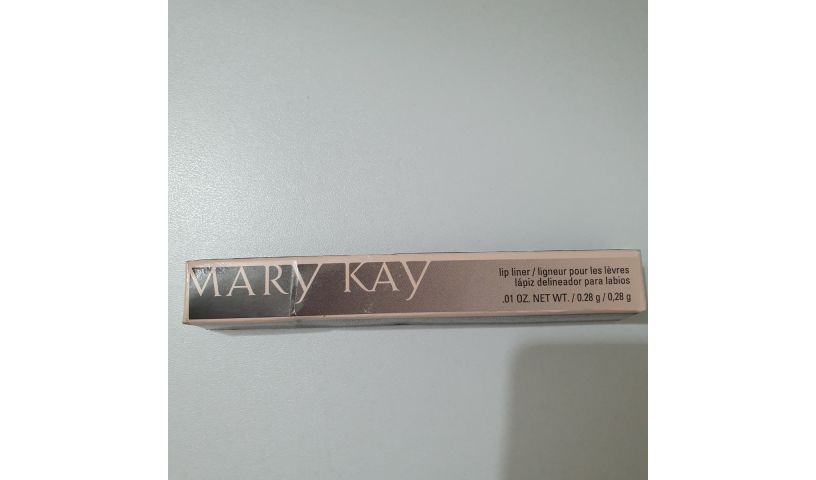 MARY KAY
lip liner / ligneur pour les lèvres
lápiz delineador para labios
.01 OZ. NET WT. / 0.28 g / 0,28 g